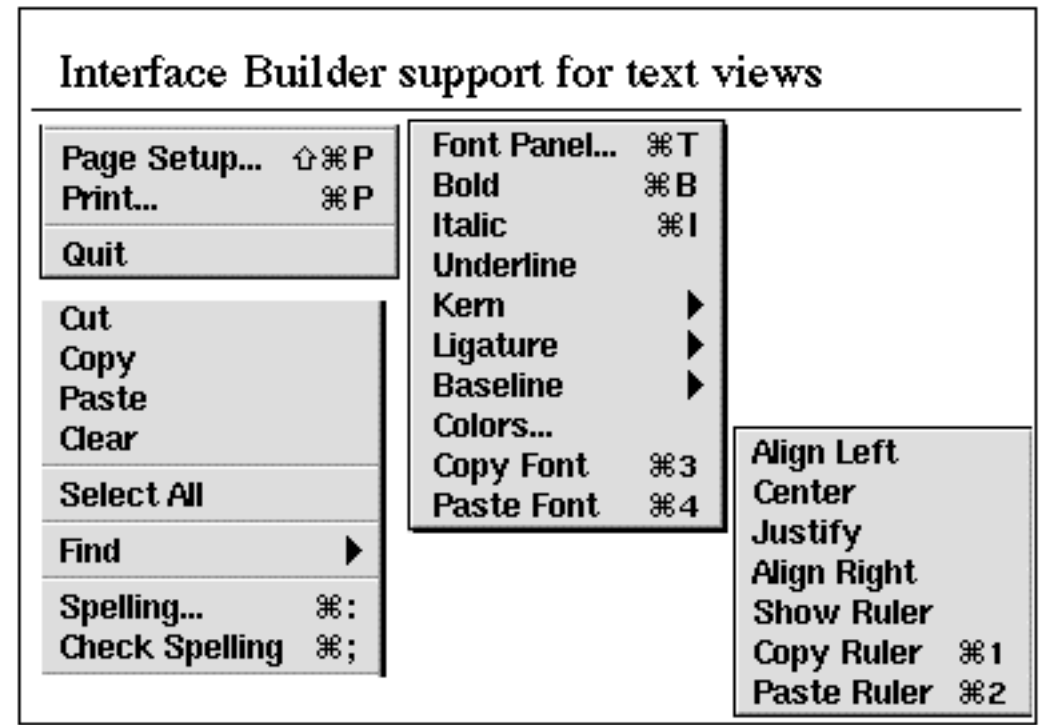 Interface Builder support for text views
Page Setup... ⇧⌘P
Print... ⌘P
Quit
Cut
Copy
Paste
Clear
Select All
Find ▶
Spelling... ⌘:
Check Spelling ⌘;
Font Panel... ⌘T
Bold ⌘B
Italic ⌘I
Underline
Kern ▶
Ligature ▶
Baseline ▶
Colors...
Copy Font ⌘3
Paste Font ⌘4
Align Left
Center
Justify
Align Right
Show Ruler
Copy Ruler ⌘1
Paste Ruler ⌘2